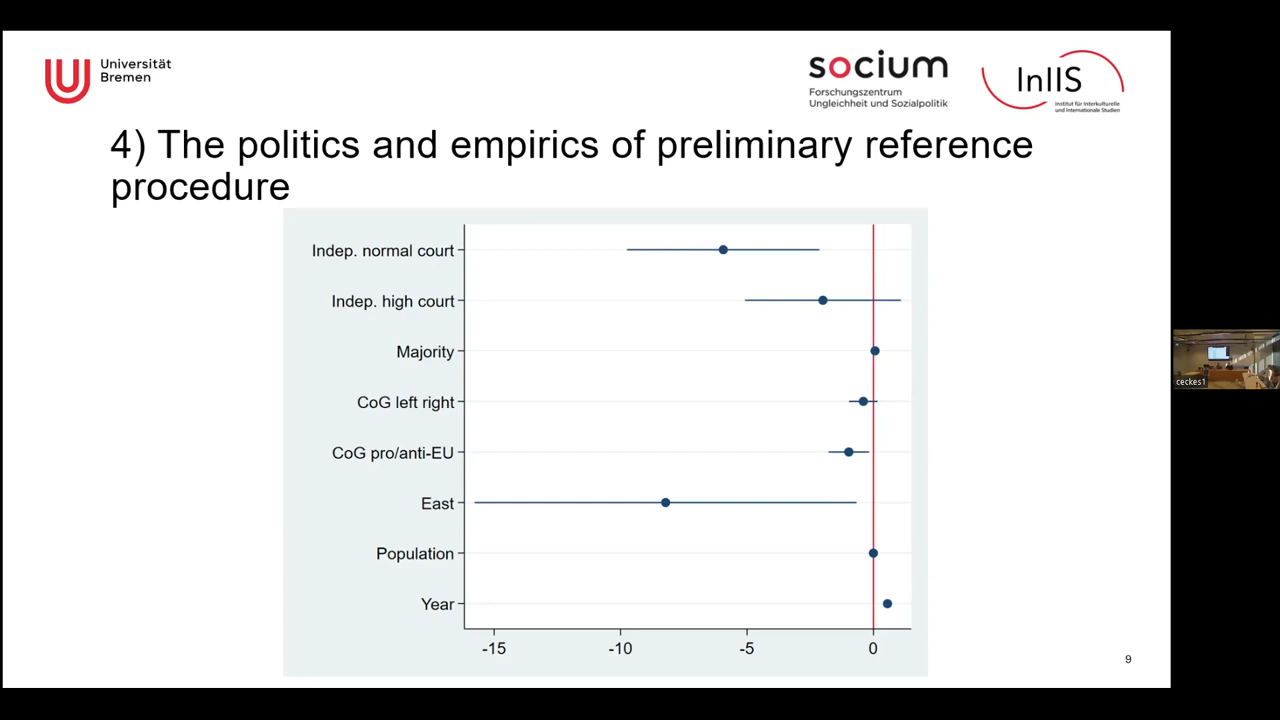 Universität
Bremen
socium
Forschungszentrum
Ungleichheit und Sozialpolitik
InIIS
Institut für Interkulturelle
und Internationale Studien
4) The politics and empirics of preliminary reference
procedure
Indep. normal court
Indep. high court
Majority
CoG left right
CoG pro/anti-EU
East
Population
Year
-15 -10 -5 0
9
ceckes1